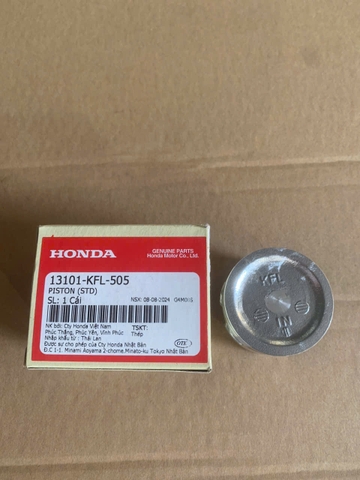 HONDA
GENUINE PARTS
Honda Motor Co., Ltd.
13101-KFL-505
PISTON (STD)
SL: 1 Cái
NSX: 08-08-2024
NK bởi: Cty Honda Việt Nam
TSKT:
Phúc Thắng, Phúc Yên, Vĩnh Phúc
Thép
Nhập khẩu từ: Thái Lan
Được sự cho phép của Cty Honda Nhật Bản
Đ.C 1-1. Minami Aoyama 2-chome,Minato-ku Tokyo Nhật Bản
KFL
IN